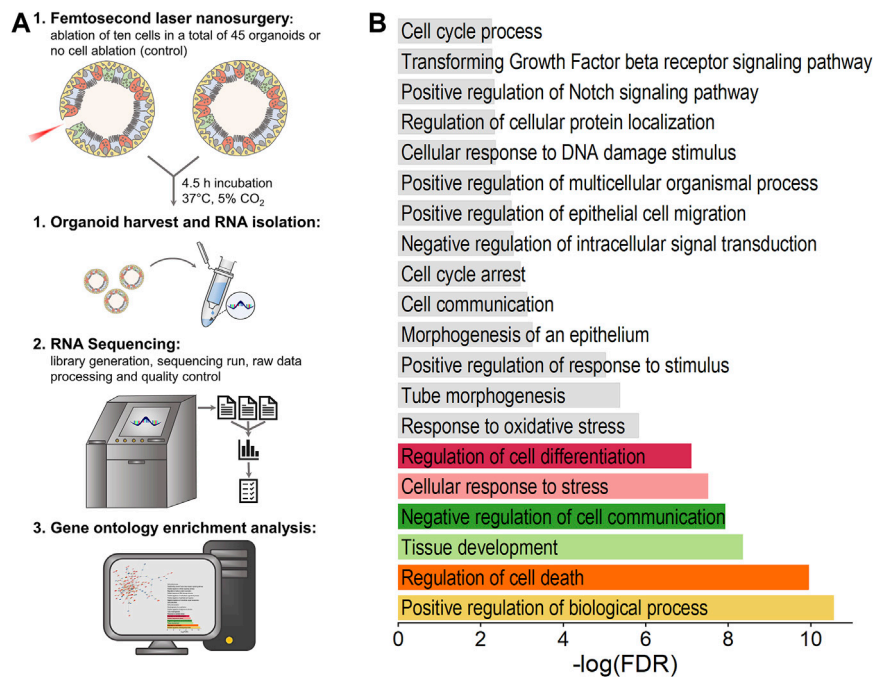 A
1. Femtosecond laser nanosurgery:
ablation of ten cells in a total of 45 organoids or
no cell ablation (control)
4.5 h incubation
37°C, 5% CO₂
1. Organoid harvest and RNA isolation:
2. RNA Sequencing:
library generation, sequencing run, raw data
processing and quality control
3. Gene ontology enrichment analysis:
B
Cell cycle process
Transforming Growth Factor beta receptor signaling pathway
Positive regulation of Notch signaling pathway
Regulation of cellular protein localization
Cellular response to DNA damage stimulus
Positive regulation of multicellular organismal process
Positive regulation of epithelial cell migration
Negative regulation of intracellular signal transduction
Cell cycle arrest
Cell communication
Morphogenesis of an epithelium
Positive regulation of response to stimulus
Tube morphogenesis
Response to oxidative stress
Regulation of cell differentiation
Cellular response to stress
Negative regulation of cell communication
Tissue development
Regulation of cell death
Positive regulation of biological process
0 2 4 6 8 10
-log(FDR)